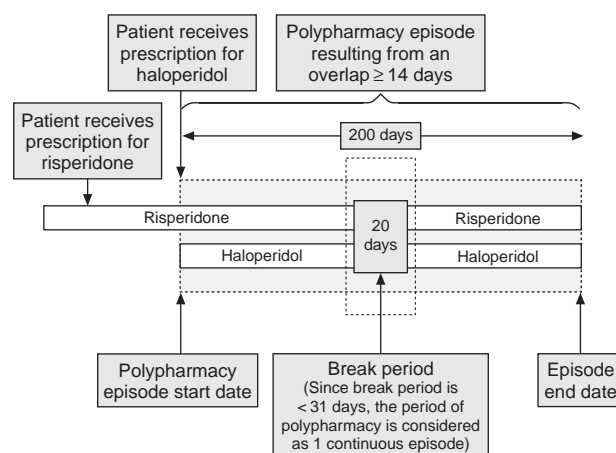 Patient receives
prescription for
haloperidol
Polypharmacy episode
resulting from an
overlap ≥ 14 days
Patient receives
prescription for
risperidone
200 days
Risperidone
20
days
Risperidone
Haloperidol
Haloperidol
Polypharmacy
episode start date
Break period
(Since break period is
< 31 days, the period of
polypharmacy is considered
as 1 continuous episode)
Episode
end date